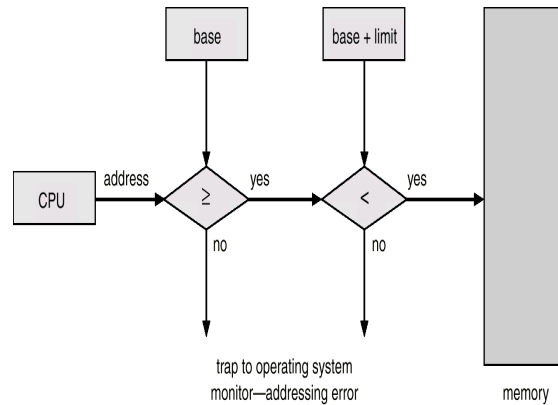 base
base + limit
CPU
address
≥
yes
<
yes
no
no
trap to operating system
monitor—addressing error
memory